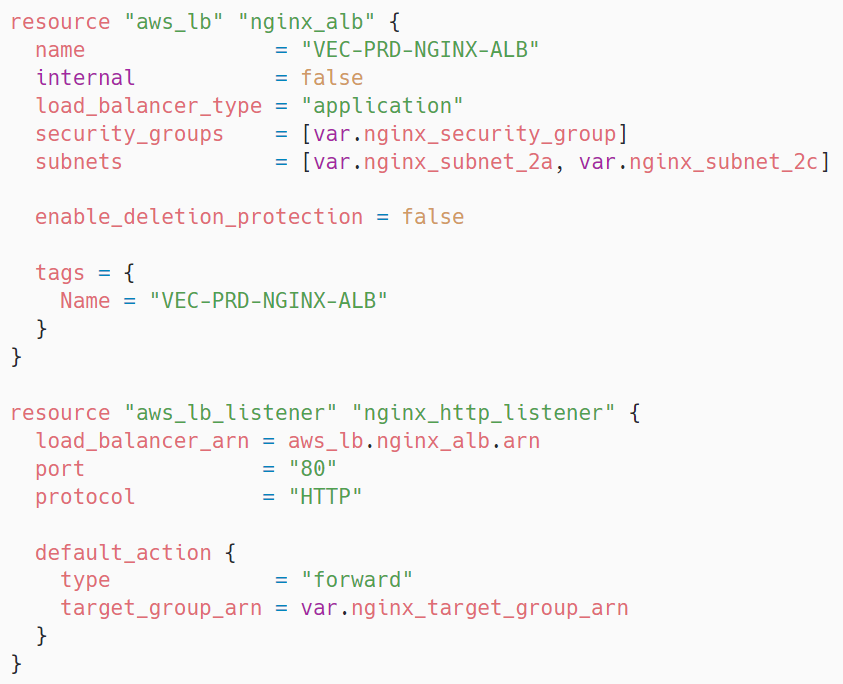 resource "aws_lb" "nginx_alb" {
  name               = "VEC-PRD-NGINX-ALB"
  internal           = false
  load_balancer_type = "application"
  security_groups    = [var.nginx_security_group]
  subnets            = [var.nginx_subnet_2a, var.nginx_subnet_2c]

  enable_deletion_protection = false

  tags = {
    Name = "VEC-PRD-NGINX-ALB"
  }
}

resource "aws_lb_listener" "nginx_http_listener" {
  load_balancer_arn = aws_lb.nginx_alb.arn
  port              = "80"
  protocol          = "HTTP"

  default_action {
    type             = "forward"
    target_group_arn = var.nginx_target_group_arn
  }
}